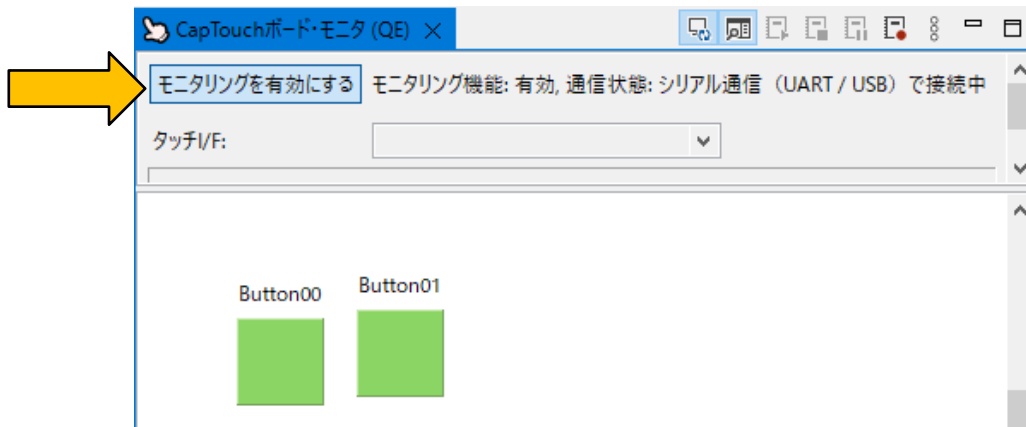 CapTouchボード・モニタ (QE)
モニタリングを有効にする モニタリング機能: 有効, 通信状態: シリアル通信（UART / USB）で接続中
タッチI/F:
Button00 Button01